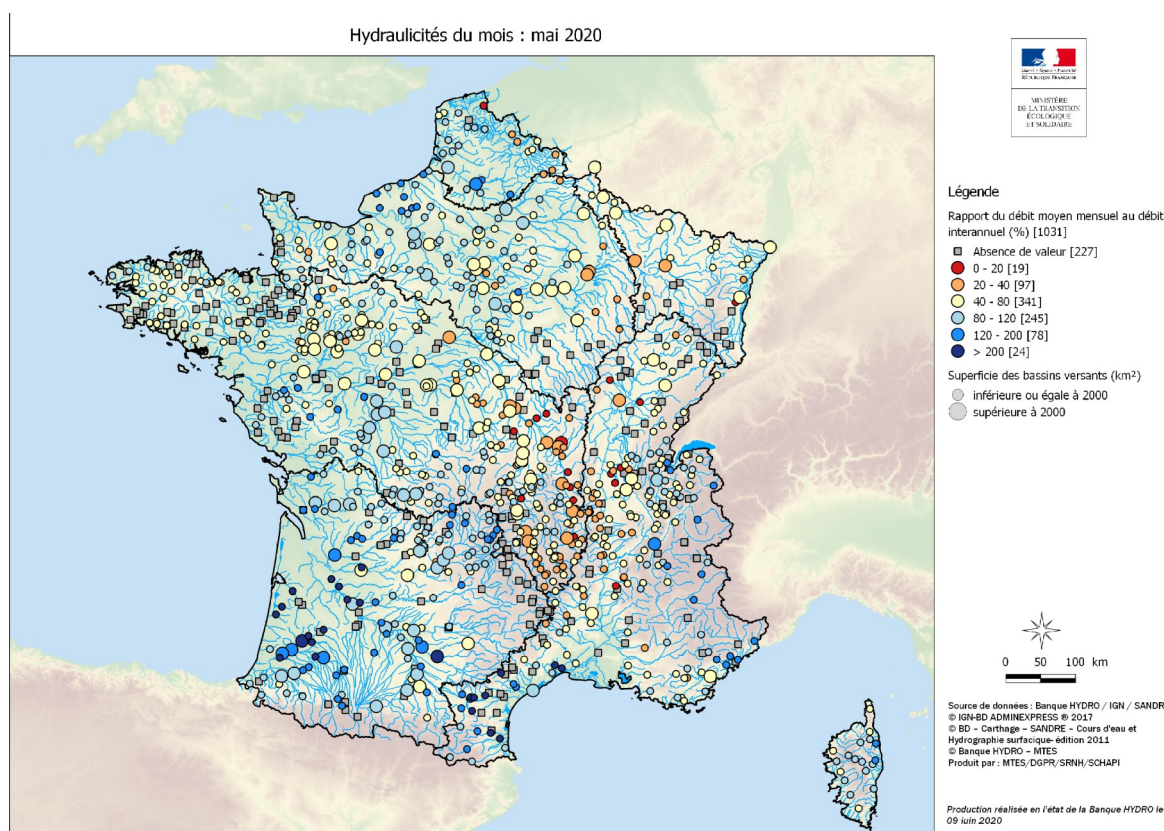 Hydraulicités du mois : mai 2020
RÉPUBLIQUE FRANÇAISE
MINISTÈRE
DE LA TRANSITION
ÉCOLOGIQUE
ET SOLIDAIRE
Légende
Rapport du débit moyen mensuel au débit
interannuel (%) [1031]
Absence de valeur [227]
0 - 20 [19]
20 - 40 [97]
40 - 80 [341]
80 - 120 [245]
120 - 200 [78]
> 200 [24]
Superficie des bassins versants (km²)
inférieure ou égale à 2000
supérieure à 2000
0 50 100 km
Source de données : Banque HYDRO / IGN / SANDR
© IGN-BD ADMINEXPRESS ® 2017
© BD – Carthage – SANDRE – Cours d'eau et
Hydrographie surfacique-édition 2011
© Banque HYDRO – MTES
Produit par : MTES/DGPR/SRNH/SCHAPI
Production réalisée en l'état de la Banque HYDRO le
09 juin 2020